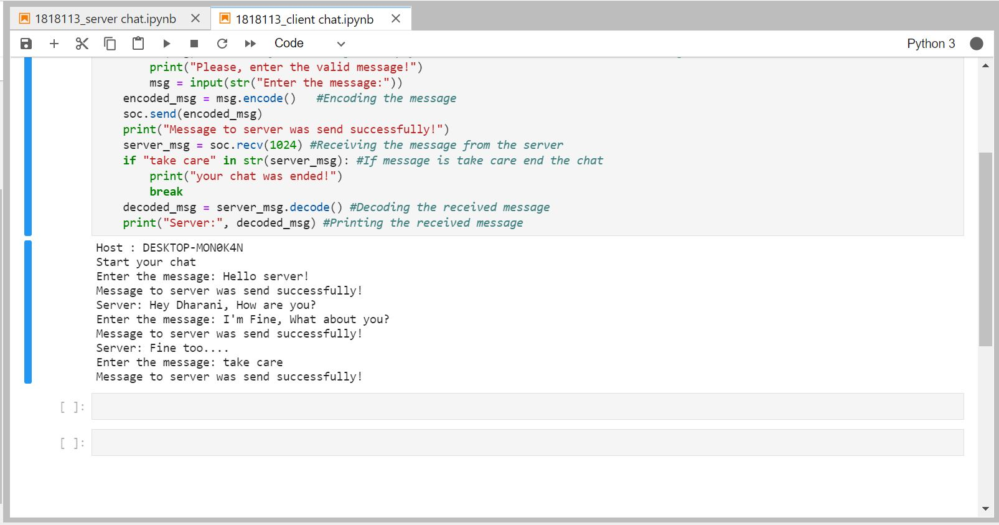 1818113_server chat.ipynb
1818113_client chat.ipynb
Code
Python 3
print("Please, enter the valid message!")
msg = input(str("Enter the message:"))
encoded_msg = msg.encode()   #Encoding the message
soc.send(encoded_msg)
print("Message to server was send successfully!")
server_msg = soc.recv(1024) #Receiving the message from the server
if "take care" in str(server_msg): #If message is take care end the chat
print("your chat was ended!")
break
decoded_msg = server_msg.decode() #Decoding the received message
print("Server:", decoded_msg) #Printing the received message
Host : DESKTOP-MON0K4N
Start your chat
Enter the message: Hello server!
Message to server was send successfully!
Server: Hey Dharani, How are you?
Enter the message: I'm Fine, What about you?
Message to server was send successfully!
Server: Fine too....
Enter the message: take care
Message to server was send successfully!
[ ]:
[ ]: